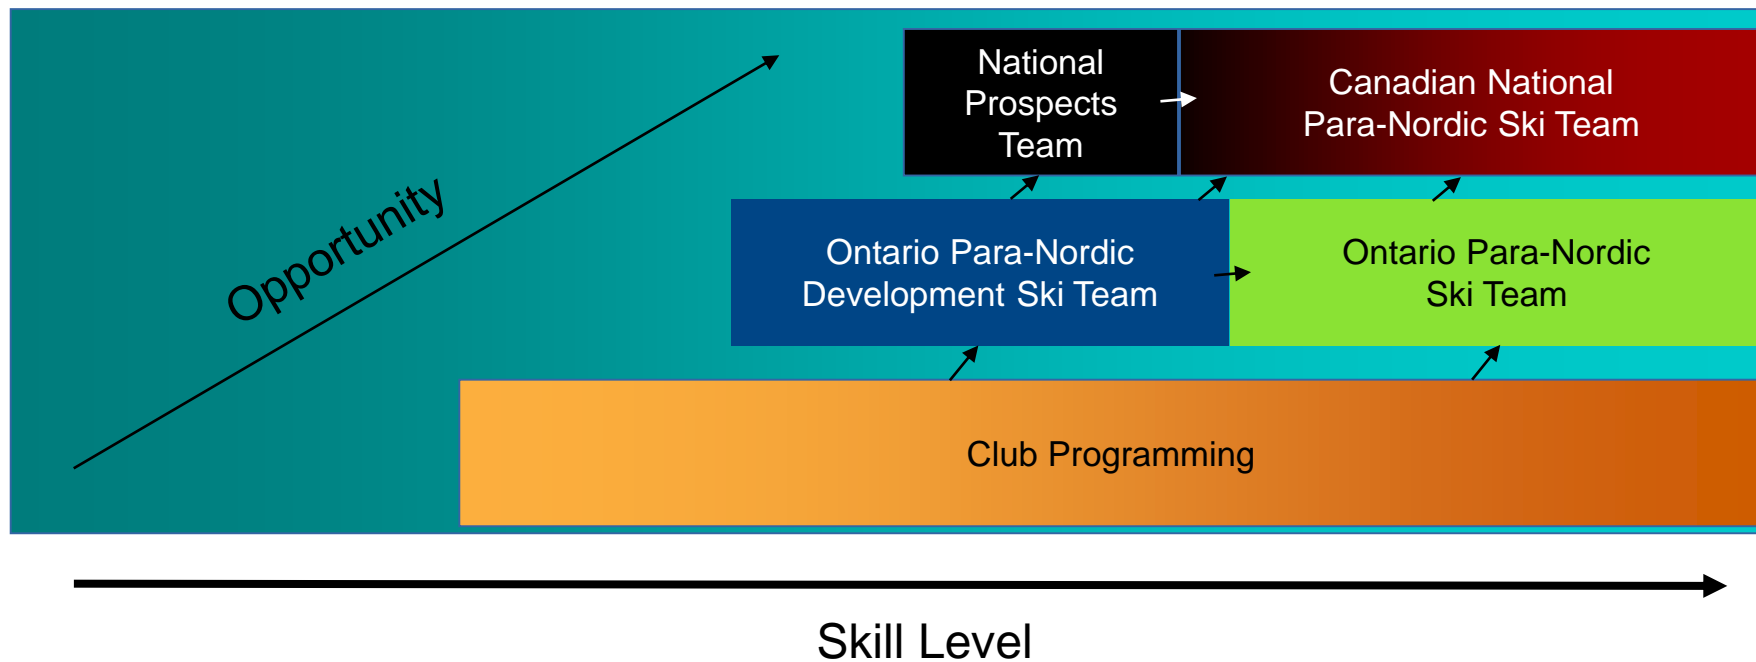 National
Prospects
Team
Canadian National
Para-Nordic Ski Team
Opportunity
Ontario Para-Nordic
Development Ski Team
Ontario Para-Nordic
Ski Team
Club Programming
Skill Level